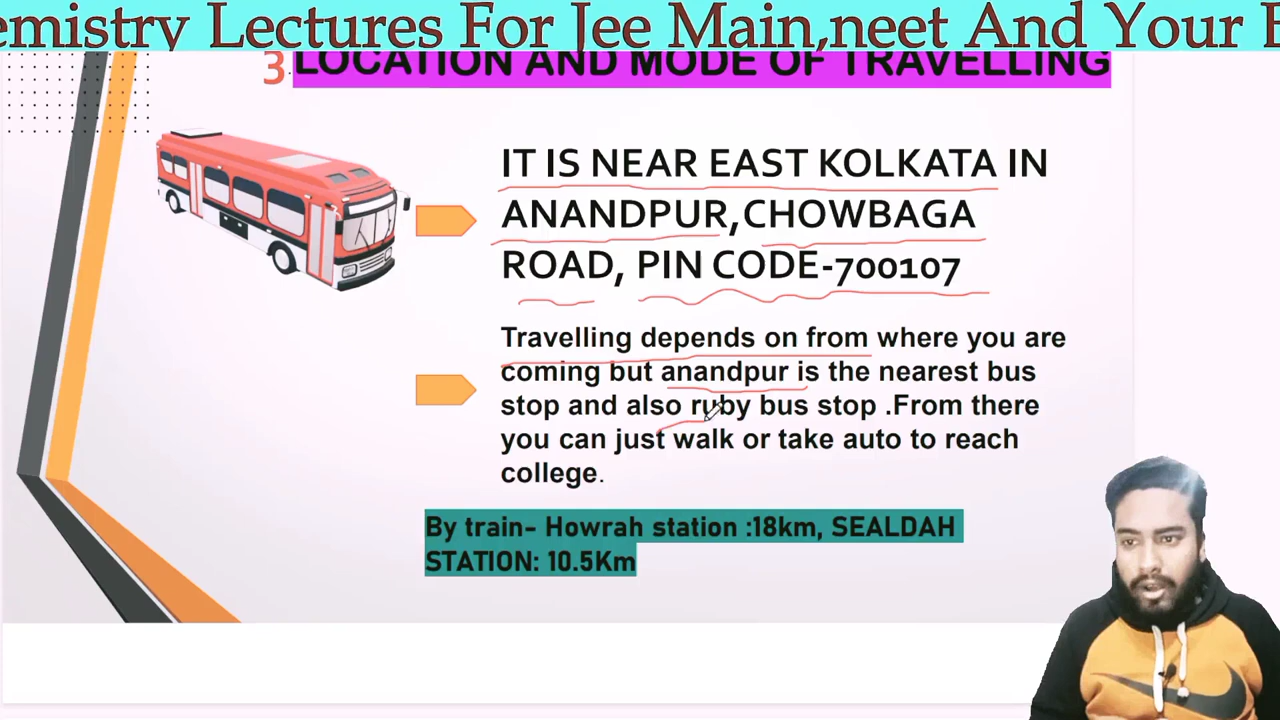 emistry Lectures For Jee Main,neet And Your
3.LOCATION AND MODE OF TRAVELLING
IT IS NEAR EAST KOLKATA IN
ANANDPUR,CHOWBAGA
ROAD, PIN CODE-700107
Travelling depends on from where you are
coming but anandpur is the nearest bus
stop and also ruby bus stop .From there
you can just walk or take auto to reach
college.
By train- Howrah station :18km, SEALDAH
STATION: 10.5Km